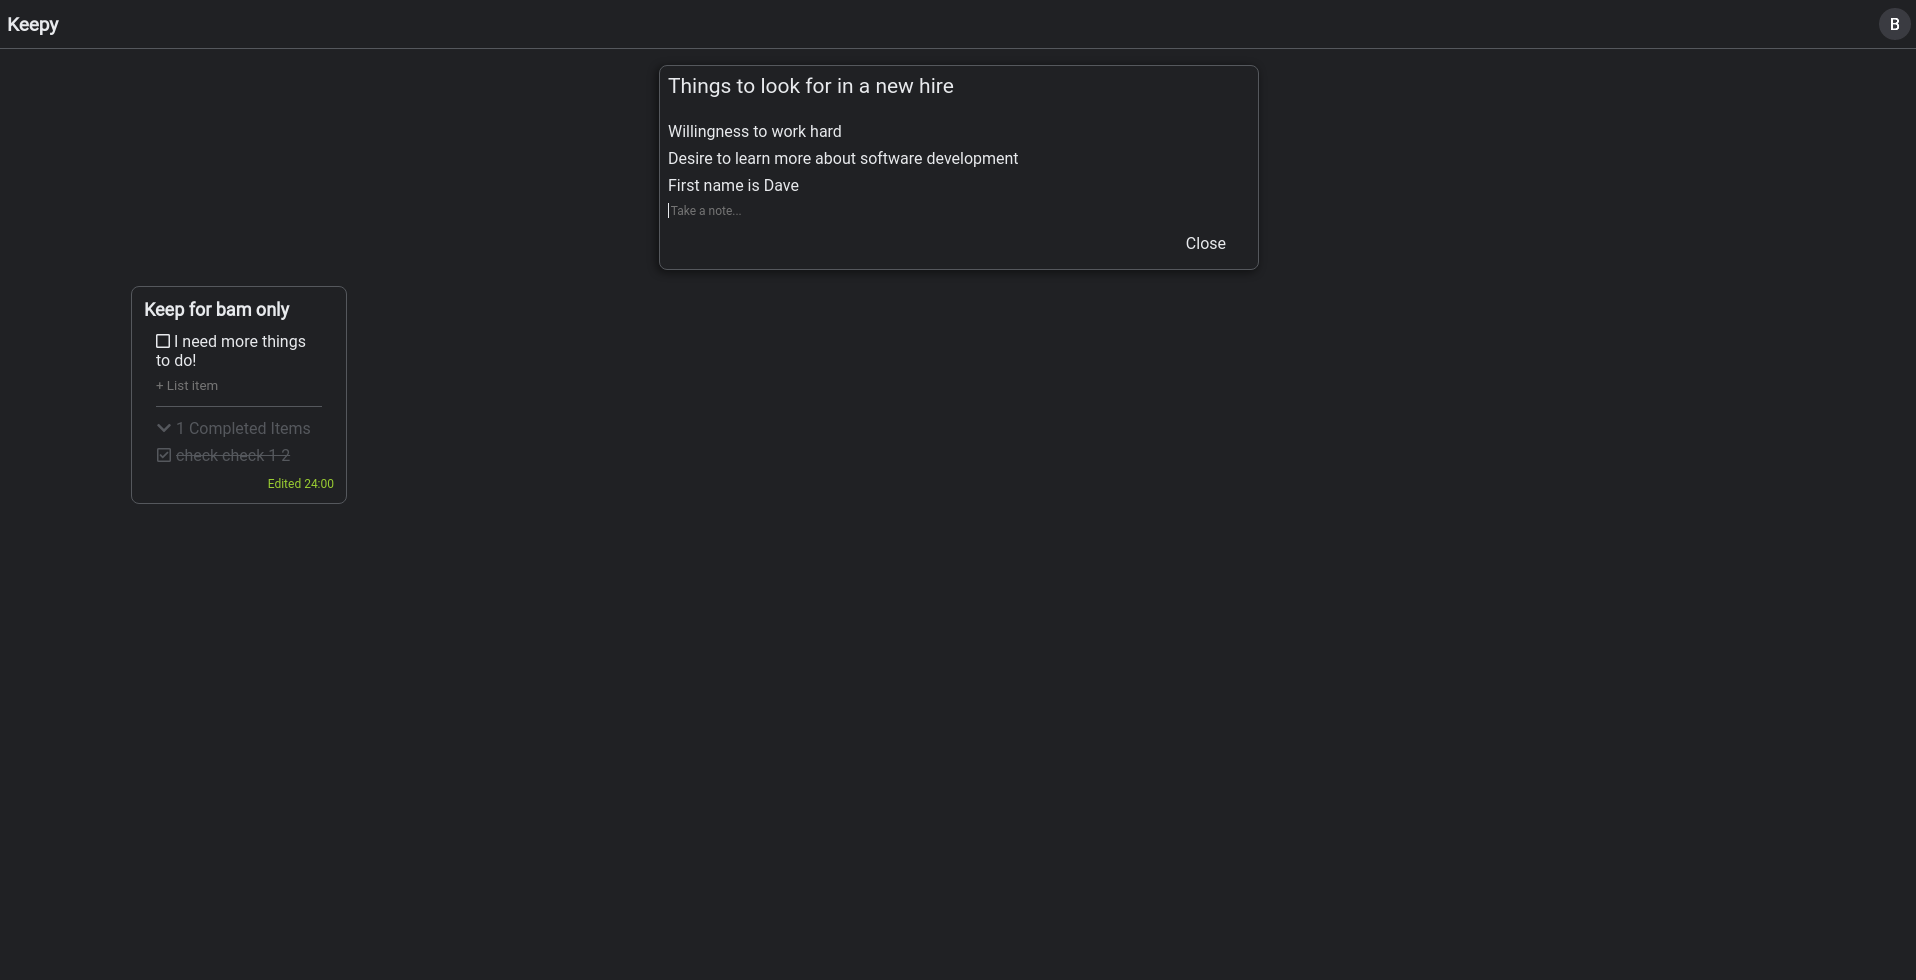 Keepy
B
Things to look for in a new hire
Willingness to work hard
Desire to learn more about software development
First name is Dave
Take a note...
Close
Keep for bam only
I need more things
to do!
+ List item
1 Completed Items
check check 1 2
Edited 24:00